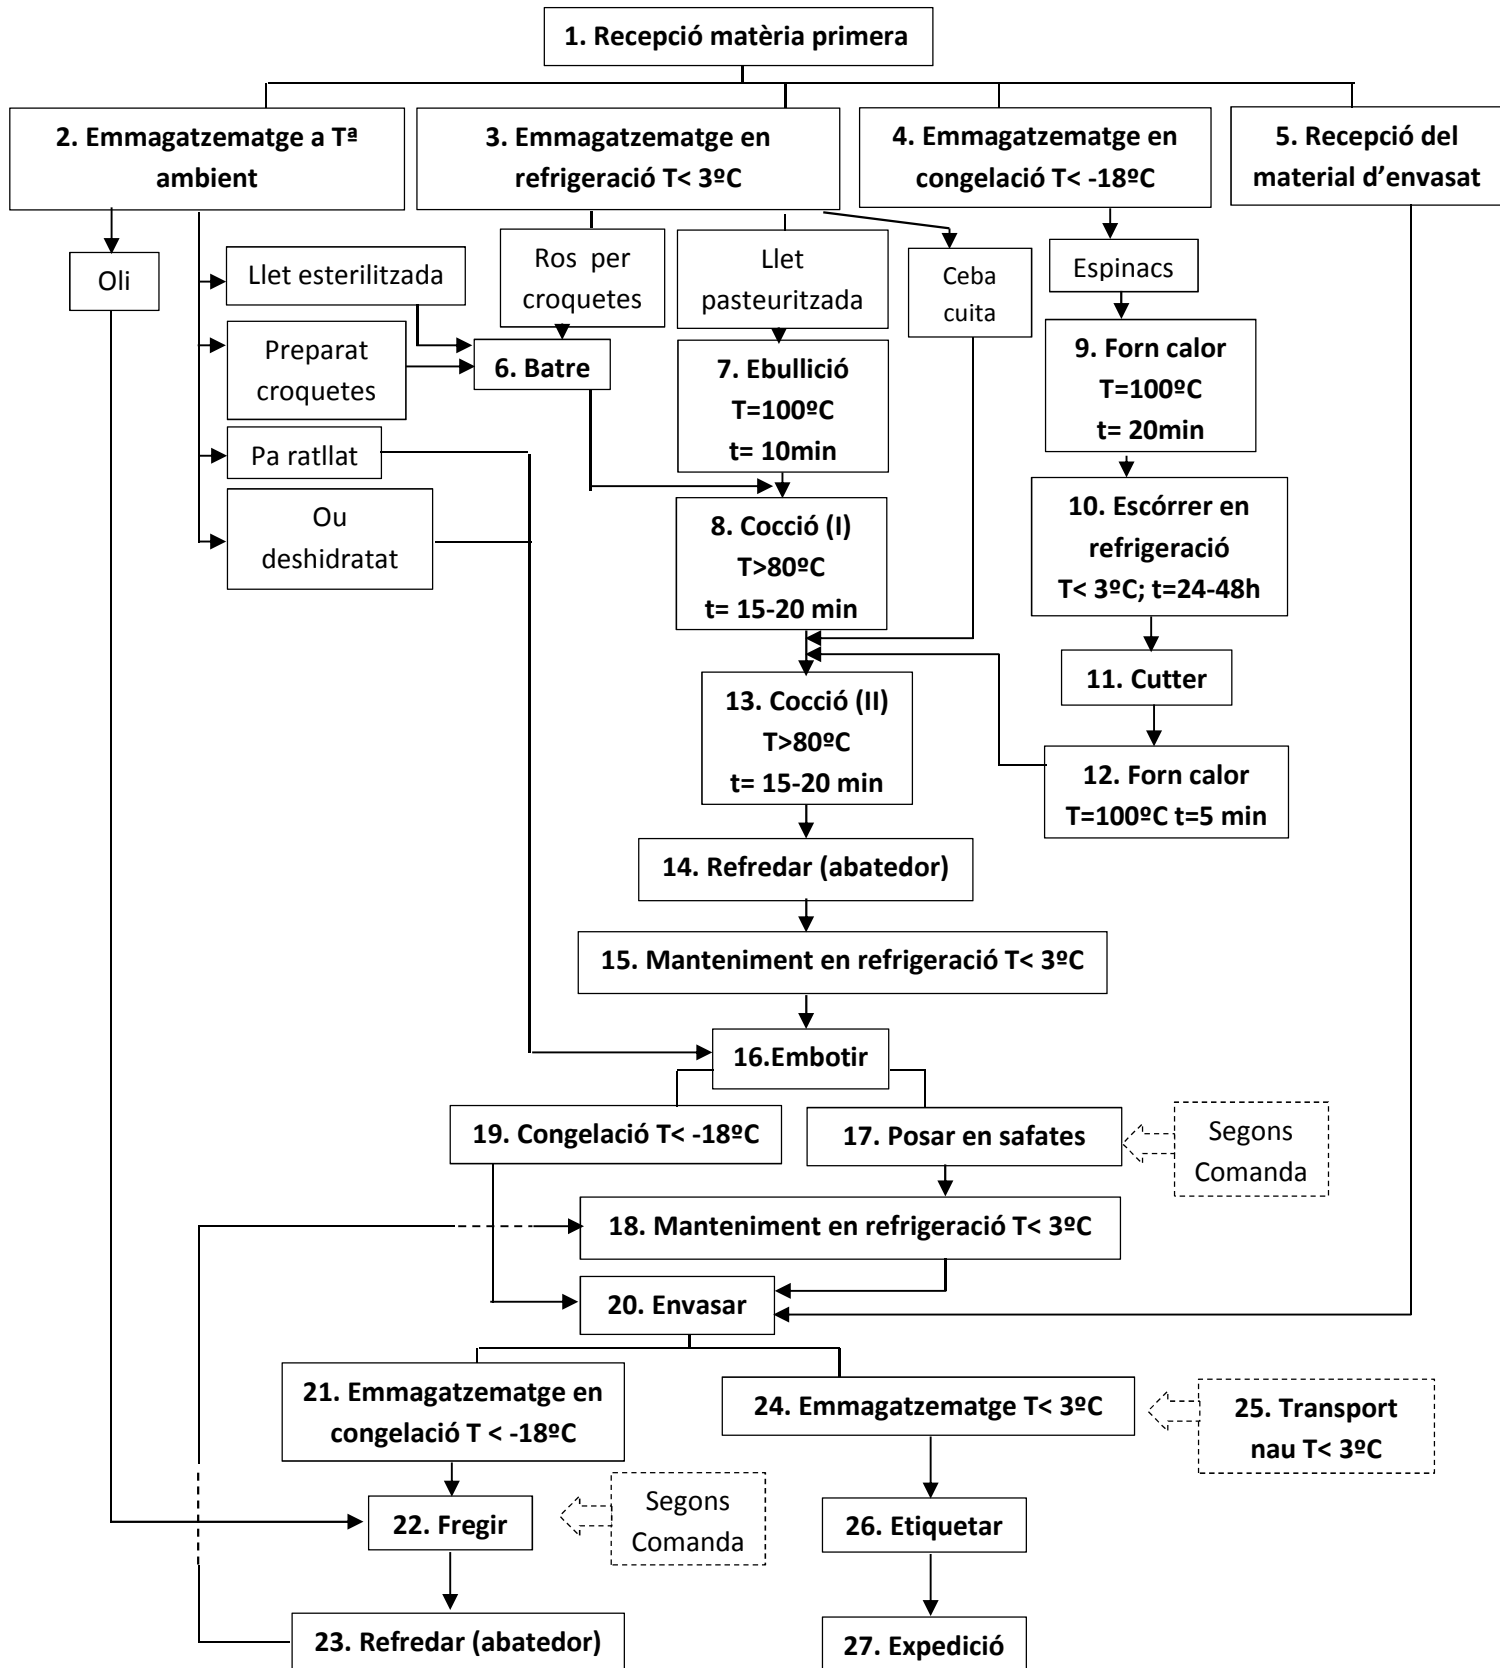 1. Recepció matèria primera
2. Emmagatzematge a Tª
ambient
3. Emmagatzematge en
refrigeració T< 3ºC
4. Emmagatzematge en
congelació T< -18ºC
5. Recepció del
material d’envasat
Oli
Llet esterilitzada
Ros per
croquetes
Llet
pasteuritzada
Ceba
cuita
Espinacs
Preparat
croquetes
6. Batre
7. Ebullició
T=100ºC
t= 10min
9. Forn calor
T=100ºC
t= 20min
Pa ratllat
Ou
deshidratat
8. Cocció (I)
T>80ºC
t= 15-20 min
10. Escórrer en
refrigeració
T< 3ºC; t=24-48h
11. Cutter
13. Cocció (II)
T>80ºC
t= 15-20 min
12. Forn calor
T=100ºC t=5 min
14. Refredar (abatedor)
15. Manteniment en refrigeració T< 3ºC
16.Embotir
19. Congelació T< -18ºC
17. Posar en safates
Segons
Comanda
18. Manteniment en refrigeració T< 3ºC
20. Envasar
21. Emmagatzematge en
congelació T < -18ºC
24. Emmagatzematge T< 3ºC
25. Transport
nau T< 3ºC
22. Fregir
Segons
Comanda
26. Etiquetar
23. Refredar (abatedor)
27. Expedició